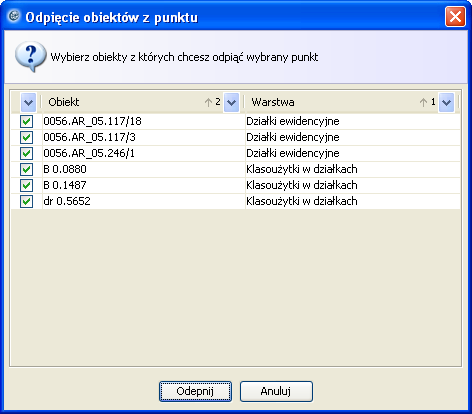 Odpięcie obiektów z punktu
Wybierz obiekty z których chcesz odpiąć wybrany punkt
Obiekt 2 Warstwa 1
0056.AR_05.117/18 Działki ewidencyjne
0056.AR_05.117/3 Działki ewidencyjne
0056.AR_05.246/1 Działki ewidencyjne
B 0.0880 Klasoużytki w działkach
B 0.1487 Klasoużytki w działkach
dr 0.5652 Klasoużytki w działkach
Odepnij Anuluj